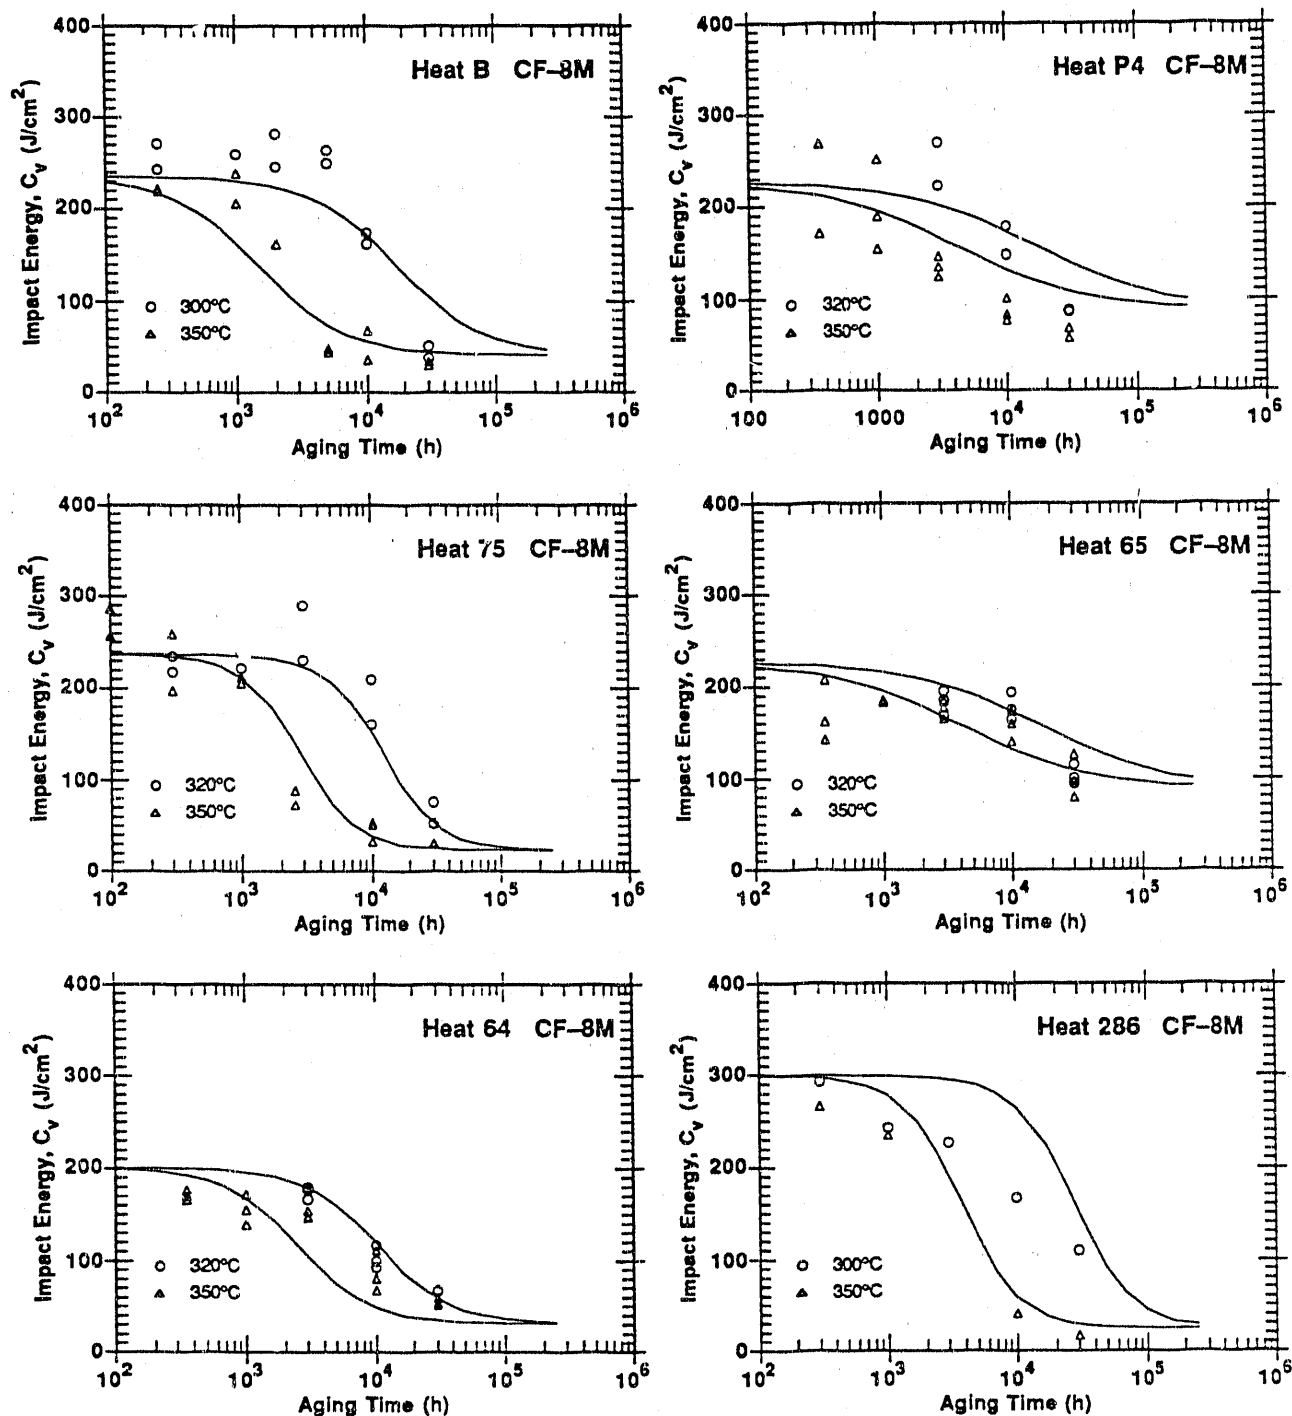 400
300
200
100
0
Impact Energy, Cv (J/cm2)
Heat B CF–8M
300°C
350°C
10^2 10^3 10^4 10^5 10^6
Aging Time (h)
400
300
200
100
0
Impact Energy, Cv (J/cm2)
Heat P4 CF–8M
320°C
350°C
100 1000 10^4 10^5 10^6
Aging Time (h)
400
300
200
100
0
Impact Energy, Cv (J/cm2)
Heat 75 CF–8M
320°C
350°C
10^2 10^3 10^4 10^5 10^6
Aging Time (h)
400
300
200
100
0
Impact Energy, Cv (J/cm2)
Heat 65 CF–8M
320°C
350°C
10^2 10^3 10^4 10^5 10^6
Aging Time (h)
400
300
200
100
0
Impact Energy, Cv (J/cm2)
Heat 64 CF–8M
320°C
350°C
10^2 10^3 10^4 10^5 10^6
Aging Time (h)
400
300
200
100
0
Impact Energy, Cv (J/cm2)
Heat 286 CF–8M
300°C
350°C
10^2 10^3 10^4 10^5 10^6
Aging Time (h)